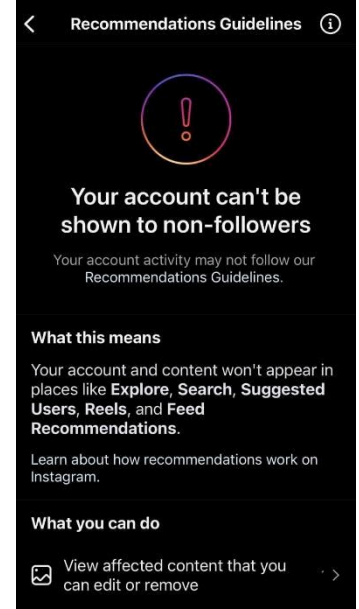 Recommendations Guidelines
Your account can't be
shown to non-followers
Your account activity may not follow our
Recommendations Guidelines.
What this means
Your account and content won't appear in
places like Explore, Search, Suggested
Users, Reels, and Feed
Recommendations.
Learn about how recommendations work on
Instagram.
What you can do
View affected content that you
can edit or remove